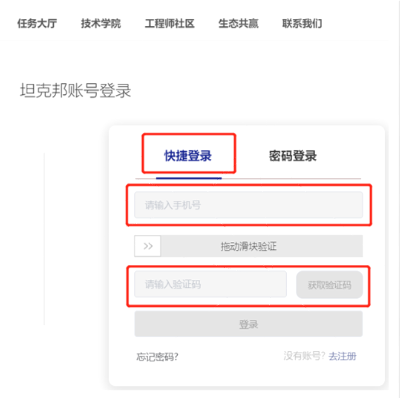 任务大厅 技术学院 工程师社区 生态共赢 联系我们
坦克邦账号登录
快捷登录 密码登录
请输入手机号
>> 拖动滑块验证
请输入验证码 获取验证码
登录
忘记密码? 没有账号? 去注册